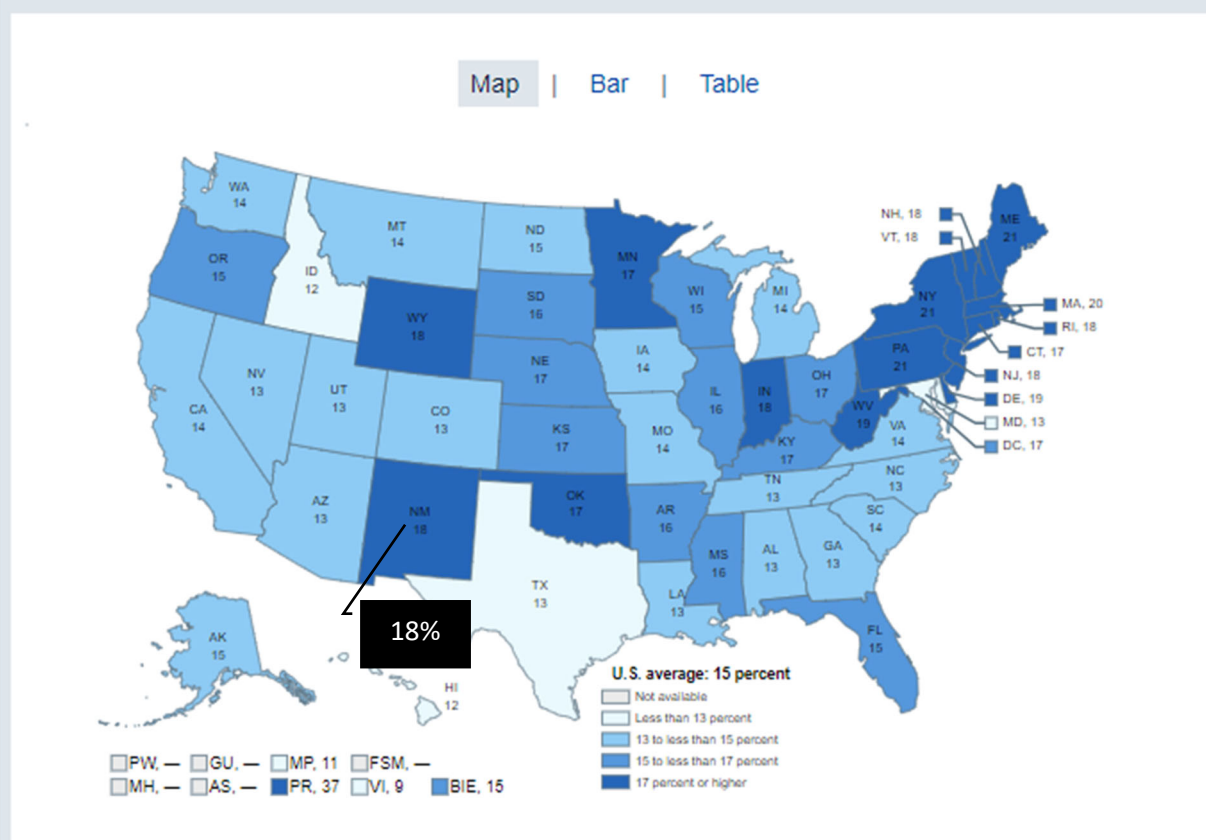 Map | Bar | Table
WA
14
MT
14
ND
15
MN
17
ME
21
NH, 18
VT, 18
OR
15
ID
12
WY
18
SD
16
WI
15
MI
14
NY
21
MA, 20
RI, 18
CT, 17
NV
13
UT
13
CO
13
NE
17
IA
14
IL
16
IN
18
OH
17
PA
21
NJ, 18
DE, 19
MD, 13
DC, 17
CA
14
KS
17
MO
14
KY
17
WV
19
VA
14
AZ
13
NM
18
OK
17
AR
16
TN
13
NC
13
SC
14
TX
13
LA
13
MS
16
AL
13
GA
13
FL
15
18%
AK
15
HI
12
U.S. average: 15 percent
Not available
Less than 13 percent
13 to less than 15 percent
15 to less than 17 percent
17 percent or higher
PW, — GU, — MP, 11 FSM, —
MH, — AS, — PR, 37 VI, 9 BIE, 15